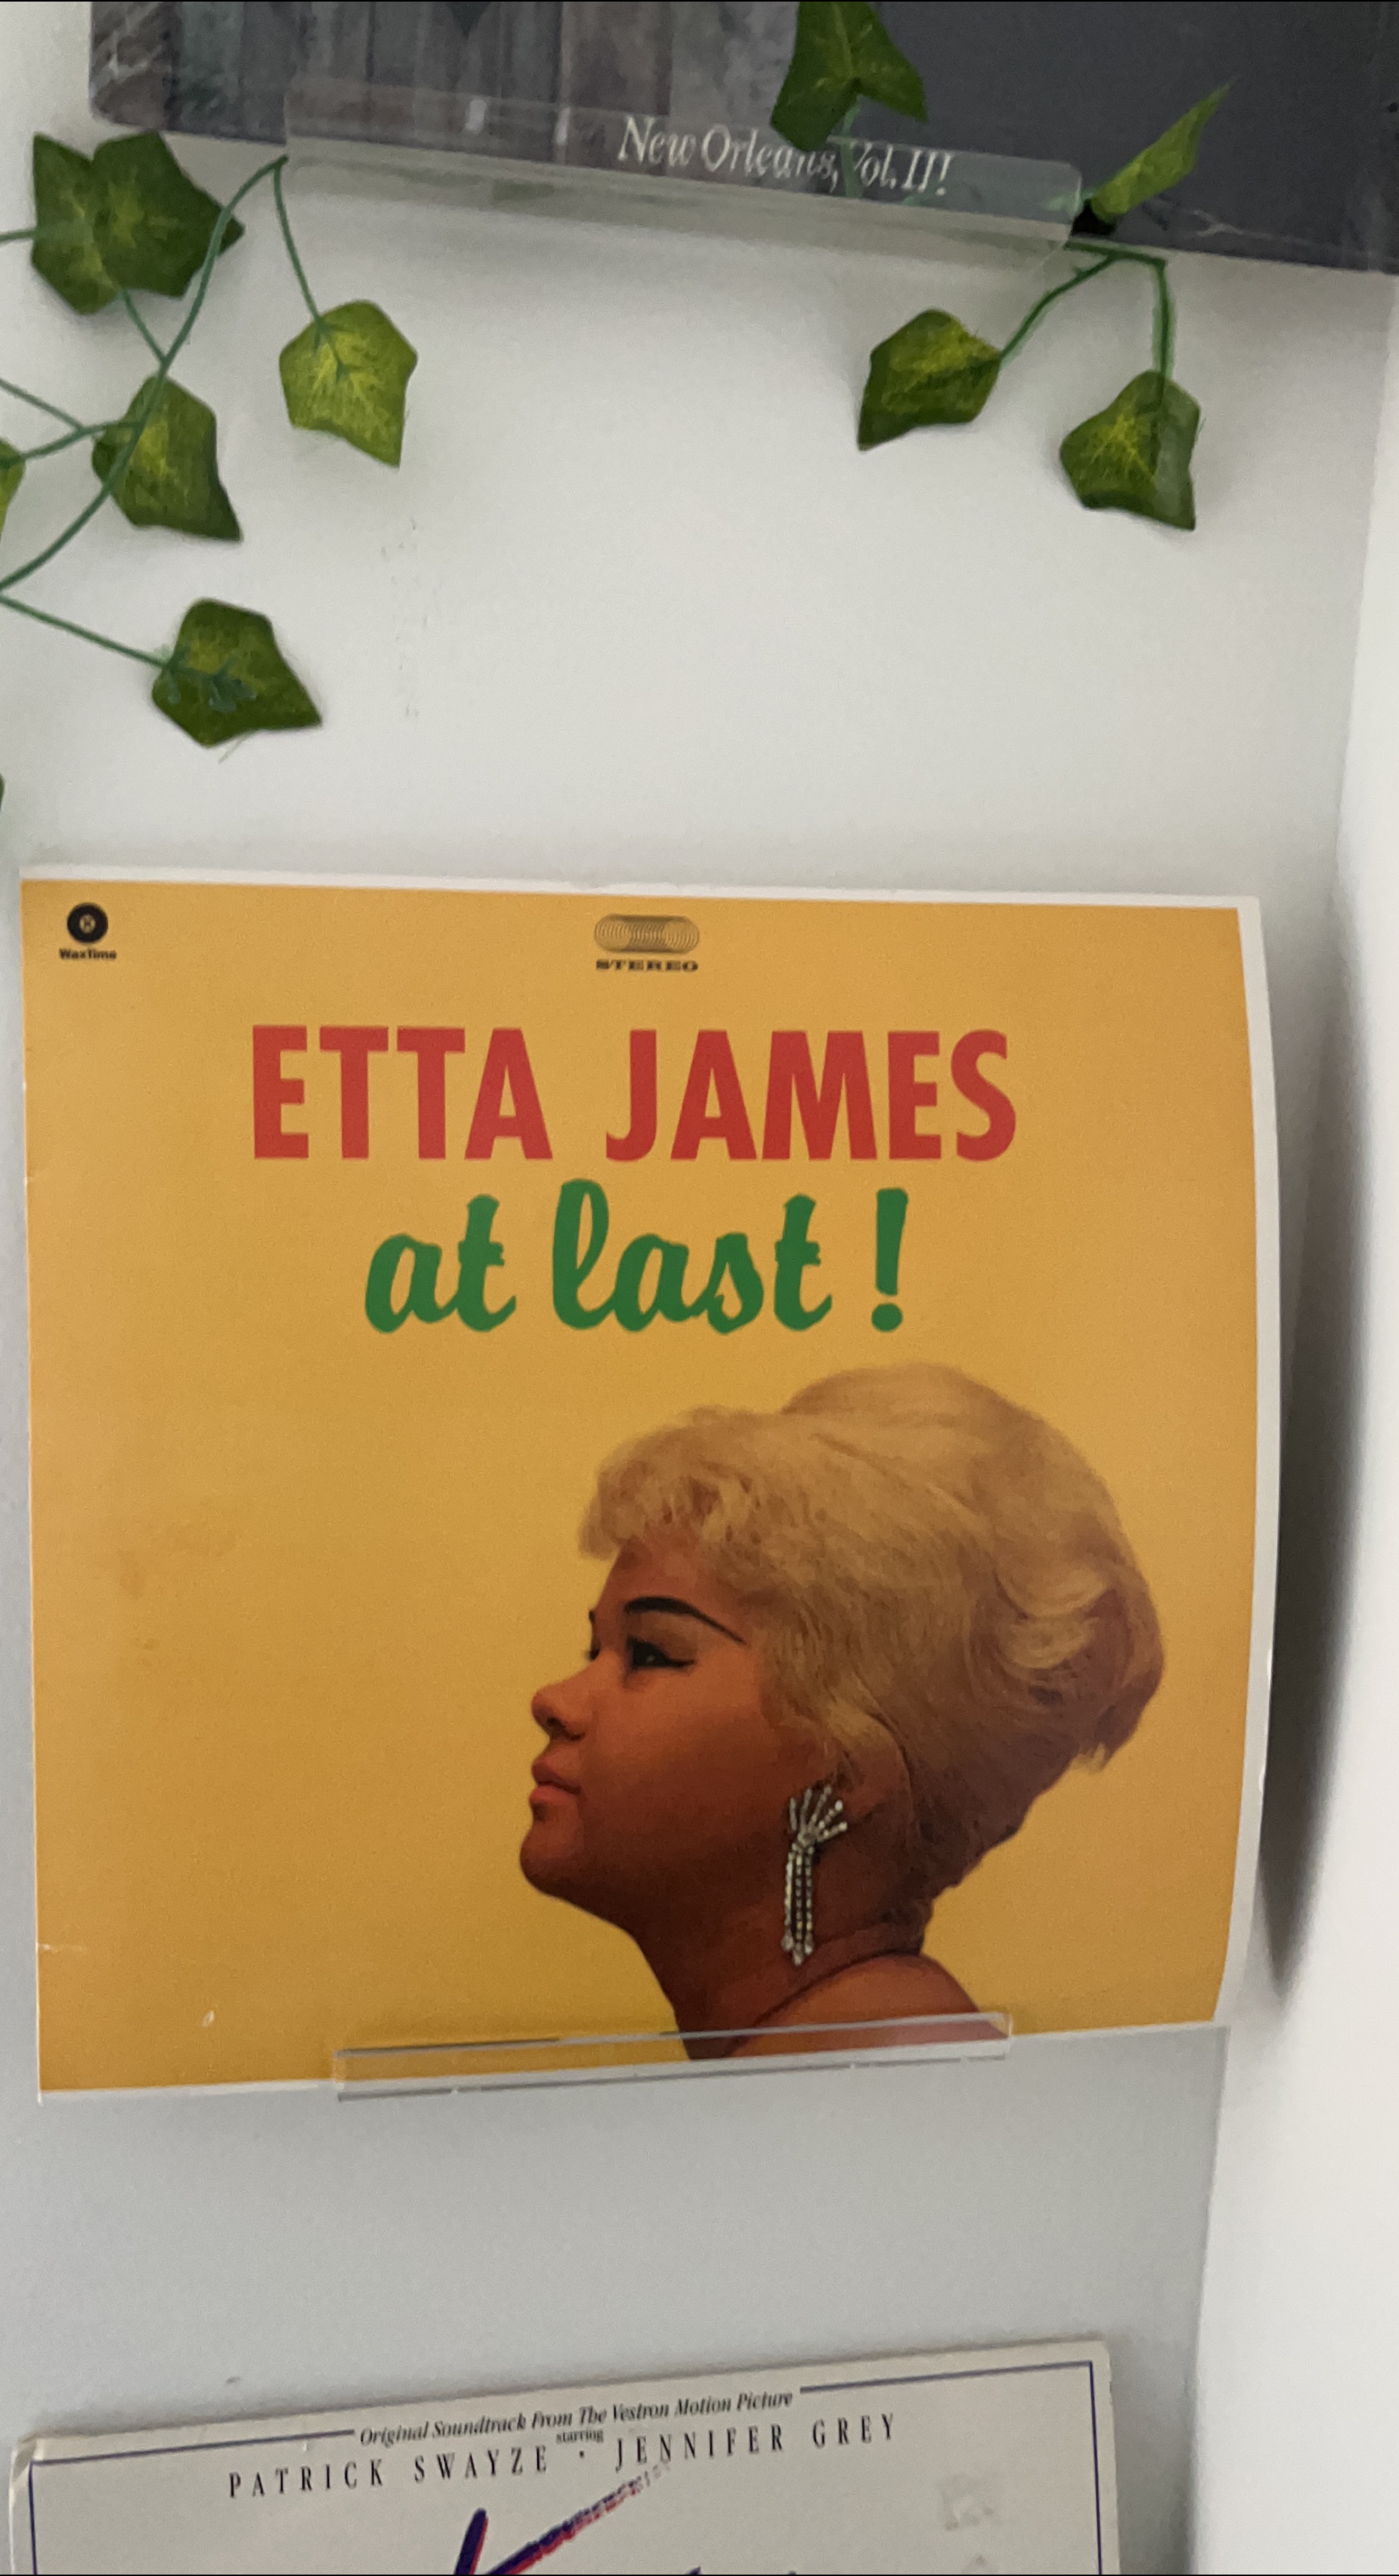 New Orleans, Vol. II!
WaxTime
STEREO
ETTA JAMES
at last!
Original Soundtrack From The Vestron Motion Picture
starring
PATRICK SWAYZE · JENNIFER GREY